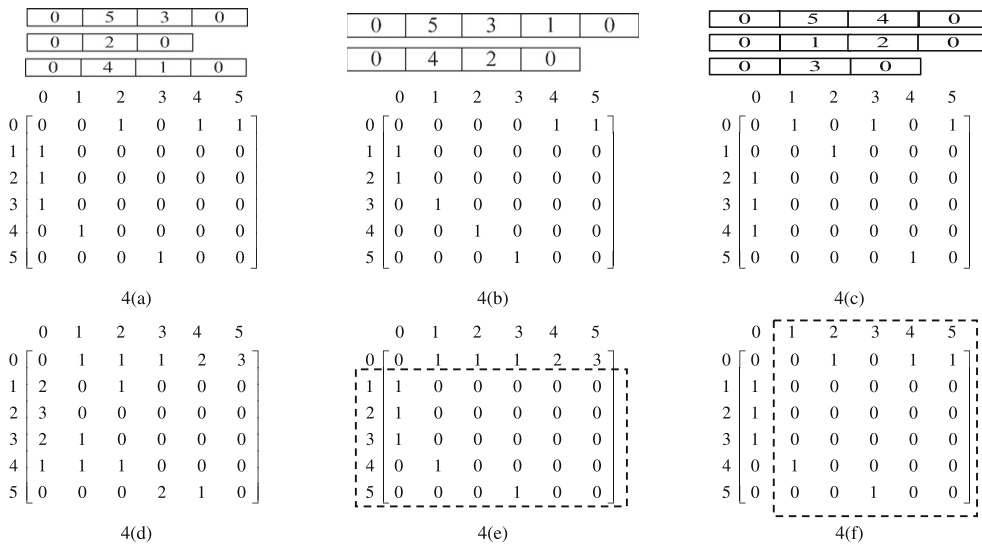 0 5 3 0
0 2 0
0 4 1 0
0 1 2 3 4 5
0 0 0 1 0 1 1
1 1 0 0 0 0 0
2 1 0 0 0 0 0
3 1 0 0 0 0 0
4 0 1 0 0 0 0
5 0 0 0 1 0 0
4(a)
0 5 3 1 0
0 4 2 0
0 1 2 3 4 5
0 0 0 0 0 1 1
1 1 0 0 0 0 0
2 1 0 0 0 0 0
3 0 1 0 0 0 0
4 0 0 1 0 0 0
5 0 0 0 1 0 0
4(b)
0 5 4 0
0 1 2 0
0 3 0
0 1 2 3 4 5
0 0 1 0 1 0 1
1 0 0 1 0 0 0
2 1 0 0 0 0 0
3 1 0 0 0 0 0
4 1 0 0 0 0 0
5 0 0 0 0 1 0
4(c)
0 1 2 3 4 5
0 0 1 1 1 2 3
1 2 0 1 0 0 0
2 3 0 0 0 0 0
3 2 1 0 0 0 0
4 1 1 1 0 0 0
5 0 0 0 2 1 0
4(d)
0 1 2 3 4 5
0 0 1 1 1 2 3
1 1 0 0 0 0 0
2 1 0 0 0 0 0
3 1 0 0 0 0 0
4 0 1 0 0 0 0
5 0 0 0 1 0 0
4(e)
0 1 2 3 4 5
0 0 0 1 0 1 1
1 1 0 0 0 0 0
2 1 0 0 0 0 0
3 1 0 0 0 0 0
4 0 1 0 0 0 0
5 0 0 0 1 0 0
4(f)